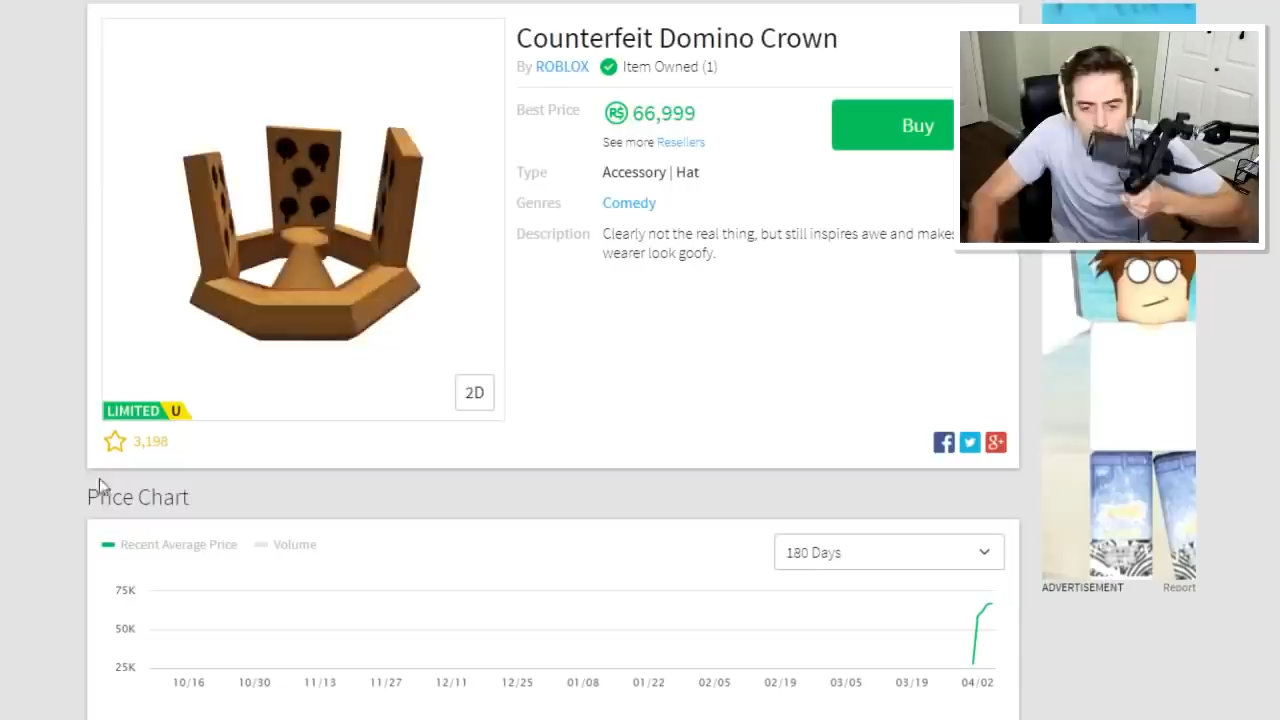 Counterfeit Domino Crown
By ROBLOX Item Owned (1)
Best Price R$ 66,999
Buy
See more Resellers
Type Accessory | Hat
Genres Comedy
Description Clearly not the real thing, but still inspires awe and makes
wearer look goofy.
2D
LIMITED U
3,198
Price Chart
Recent Average Price Volume
180 Days
75K
50K
25K
10/16 10/30 11/13 11/27 12/11 12/25 01/08 01/22 02/05 02/19 03/05 03/19 04/02
ADVERTISEMENT Report